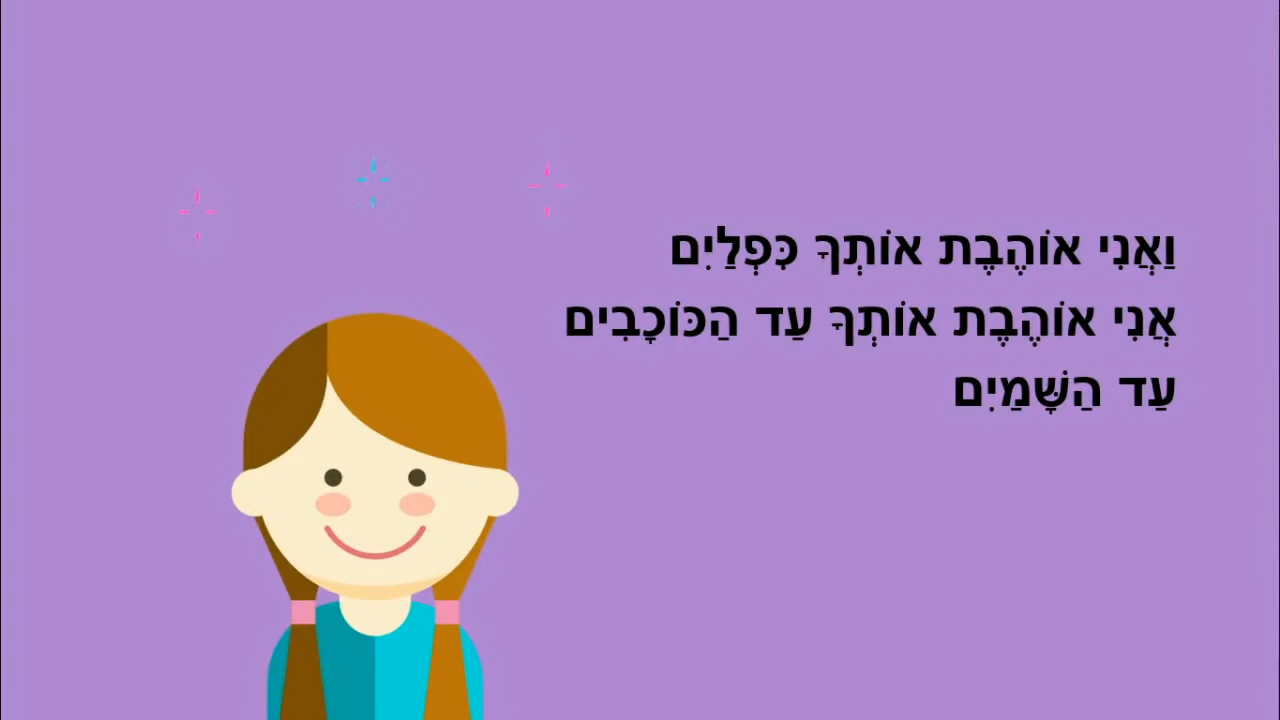 וַאֲנִי אוֹהֶבֶת אוֹתְךָ כִּפְלַיִם
אֲנִי אוֹהֶבֶת אוֹתְךָ עַד הַכּוֹכָבִים
עַד הַשָּׁמַיִם